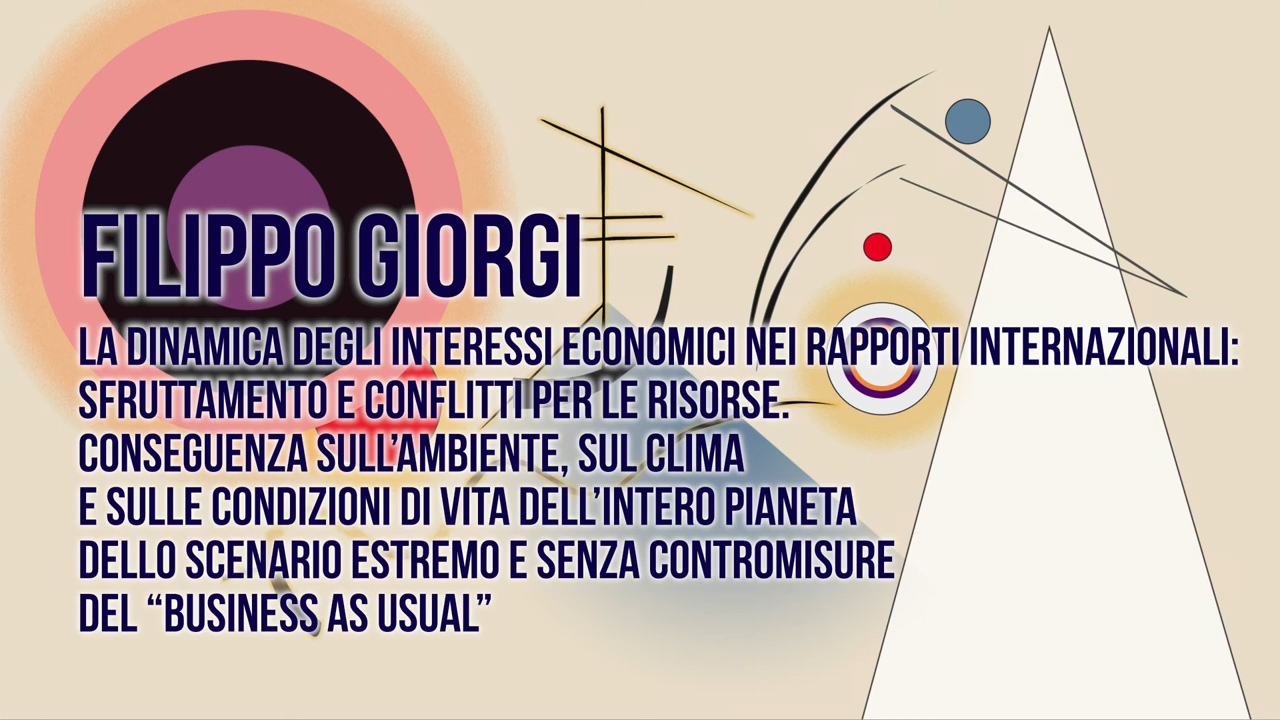 FILIPPO GIORGI
LA DINAMICA DEGLI INTERESSI ECONOMICI NEI RAPPORTI INTERNAZIONALI:
SFRUTTAMENTO E CONFLITTI PER LE RISORSE.
CONSEGUENZA SULL’AMBIENTE, SUL CLIMA
E SULLE CONDIZIONI DI VITA DELL’INTERO PIANETA
DELLO SCENARIO ESTREMO E SENZA CONTROMISURE
DEL “BUSINESS AS USUAL”